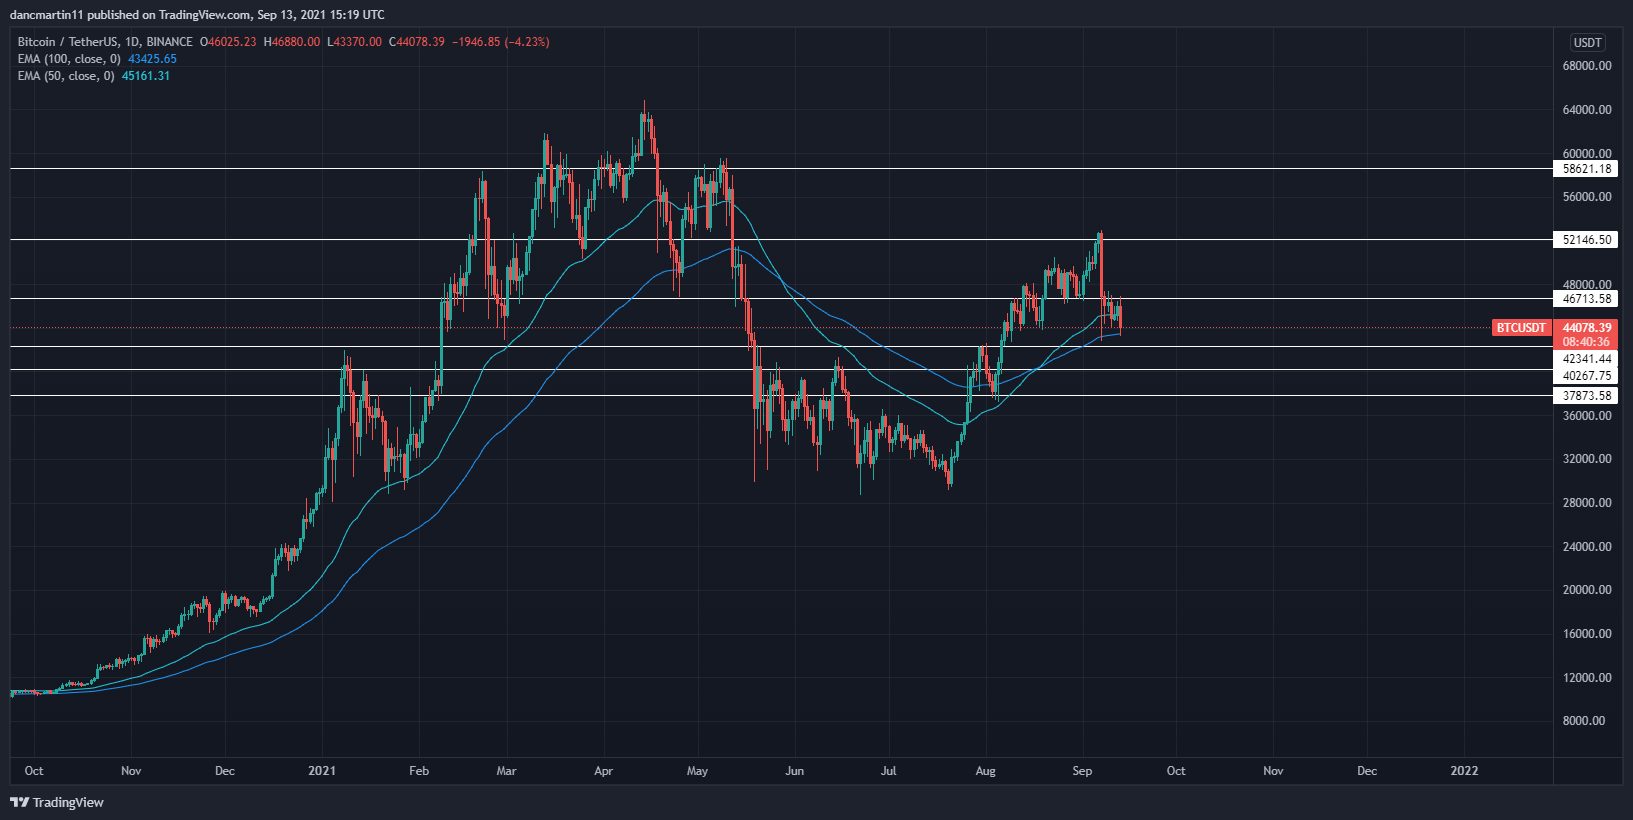 dancmartin11 published on TradingView.com, Sep 13, 2021 15:19 UTC
Bitcoin / TetherUS, 1D, BINANCE O46025.23 H46880.00 L43370.00 C44078.39 −1946.85 (−4.23%)
EMA (100, close, 0) 43425.65
EMA (50, close, 0) 45161.31
USDT
68000.00
64000.00
60000.00
58621.18
56000.00
52146.50
48000.00
46713.58
BTCUSDT 44078.39
08:40:36
42341.44
40267.75
37873.58
36000.00
32000.00
28000.00
24000.00
20000.00
16000.00
12000.00
8000.00
Oct Nov Dec 2021 Feb Mar Apr May Jun Jul Aug Sep Oct Nov Dec 2022
TradingView